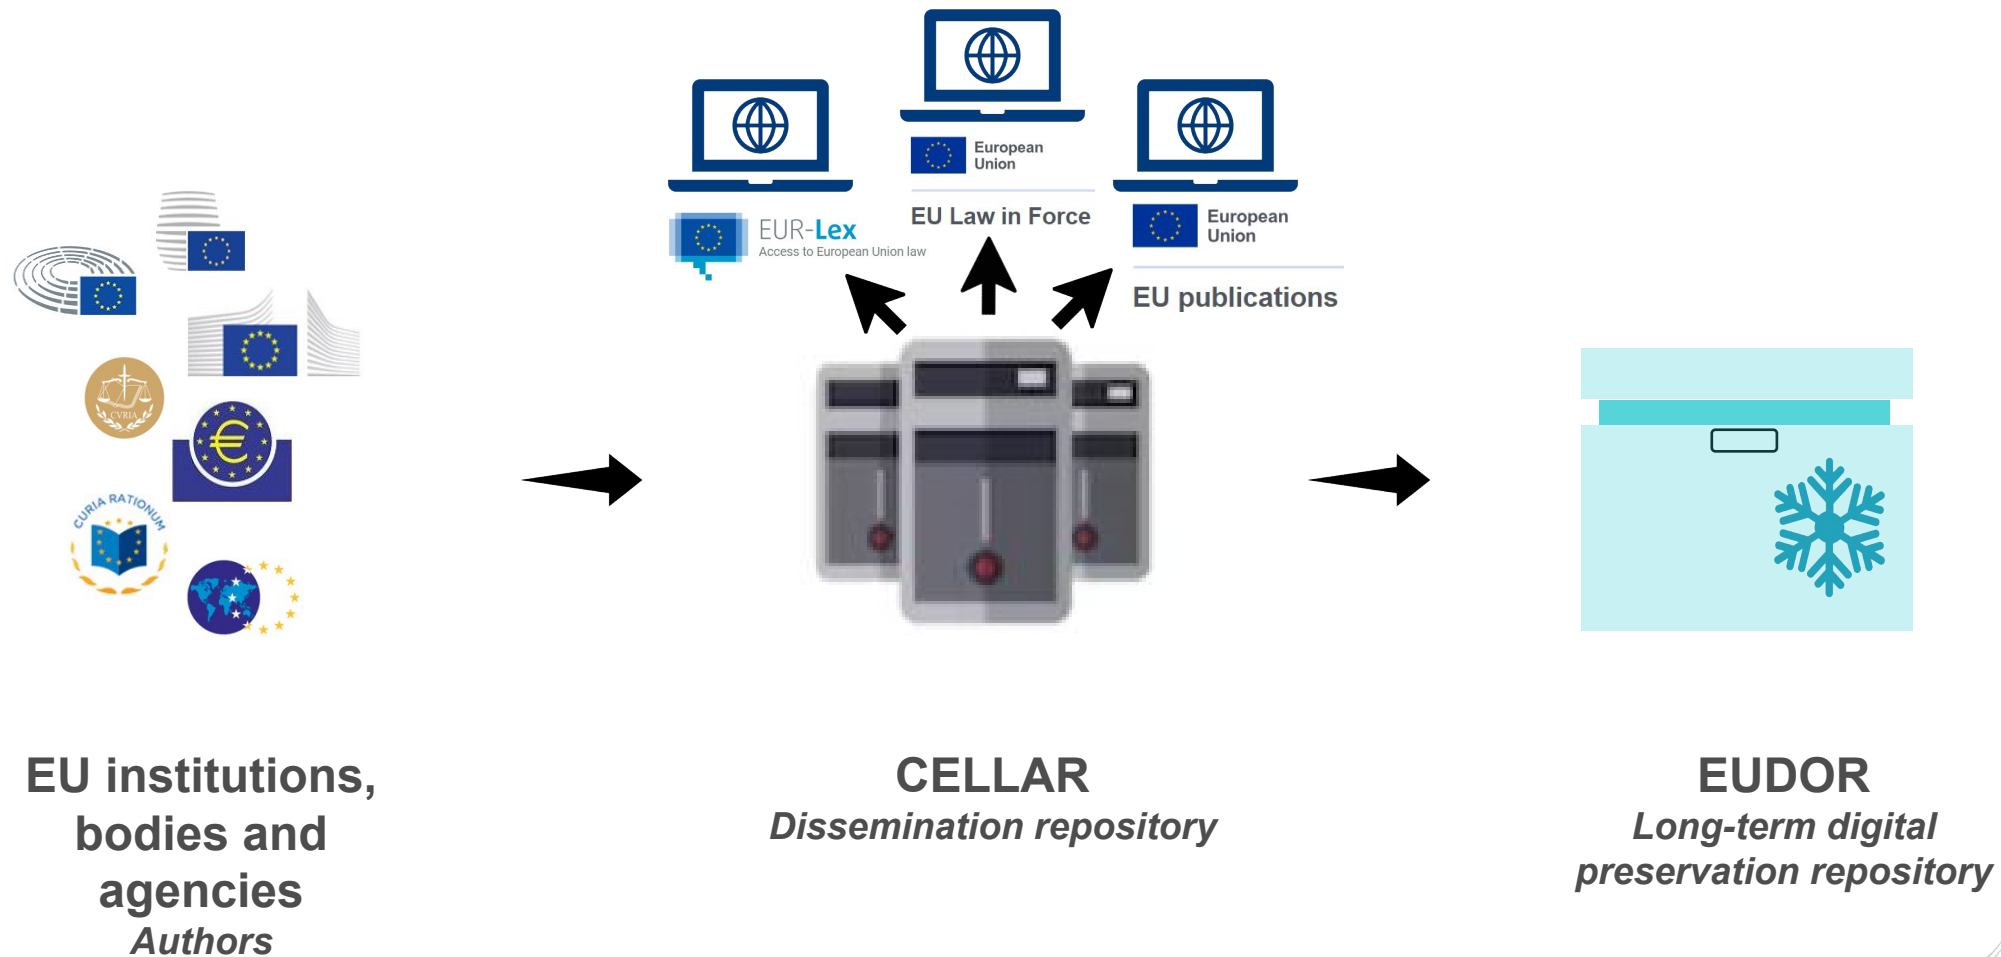 European
Union
EU Law in Force
EUR-Lex
Access to European Union law
European
Union
EU publications
CVRIA
€
CURIA RATIONUM
EU institutions,
bodies and
agencies
Authors
CELLAR
Dissemination repository
EUDOR
Long-term digital
preservation repository